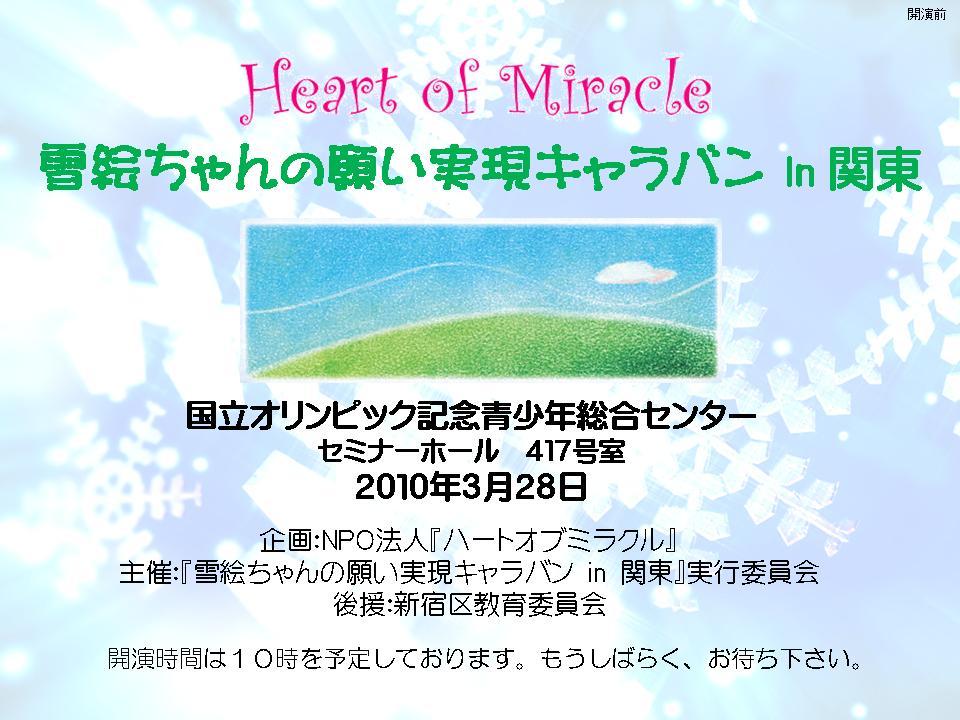 開演前
Heart of Miracle
雪絵ちゃんの願い実現キャラバン in 関東
国立オリンピック記念青少年総合センター
セミナーホール　417号室
2010年3月28日
企画:NPO法人『ハートオブミラクル』
主催:『雪絵ちゃんの願い実現キャラバン in 関東』実行委員会
後援:新宿区教育委員会
開演時間は１０時を予定しております。もうしばらく、お待ち下さい。